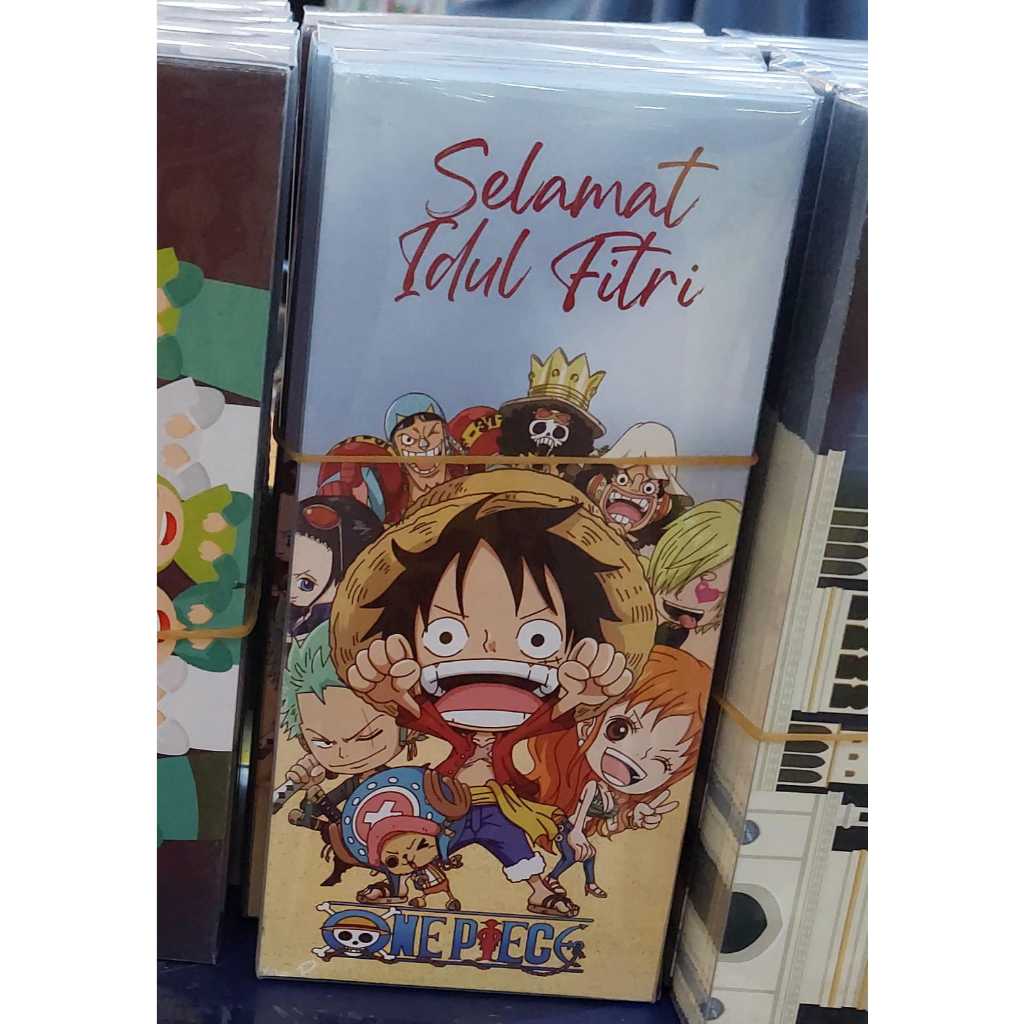 Selamat
Idul Fitri
ONE PIECE